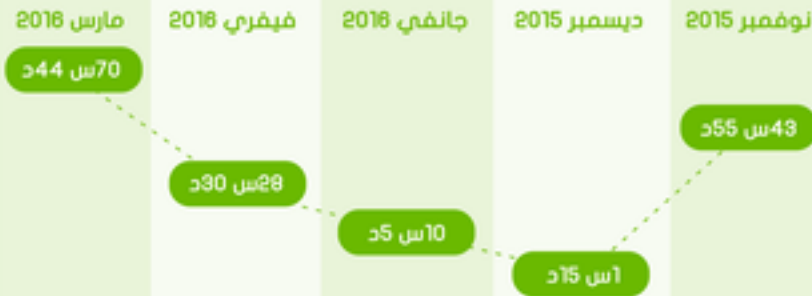 نوفمبر 2015
ديسمبر 2015
جانفي 2016
فيفري 2016
مارس 2016
43س 55د
1س 15د
10س 5د
28س 30د
70س 44د